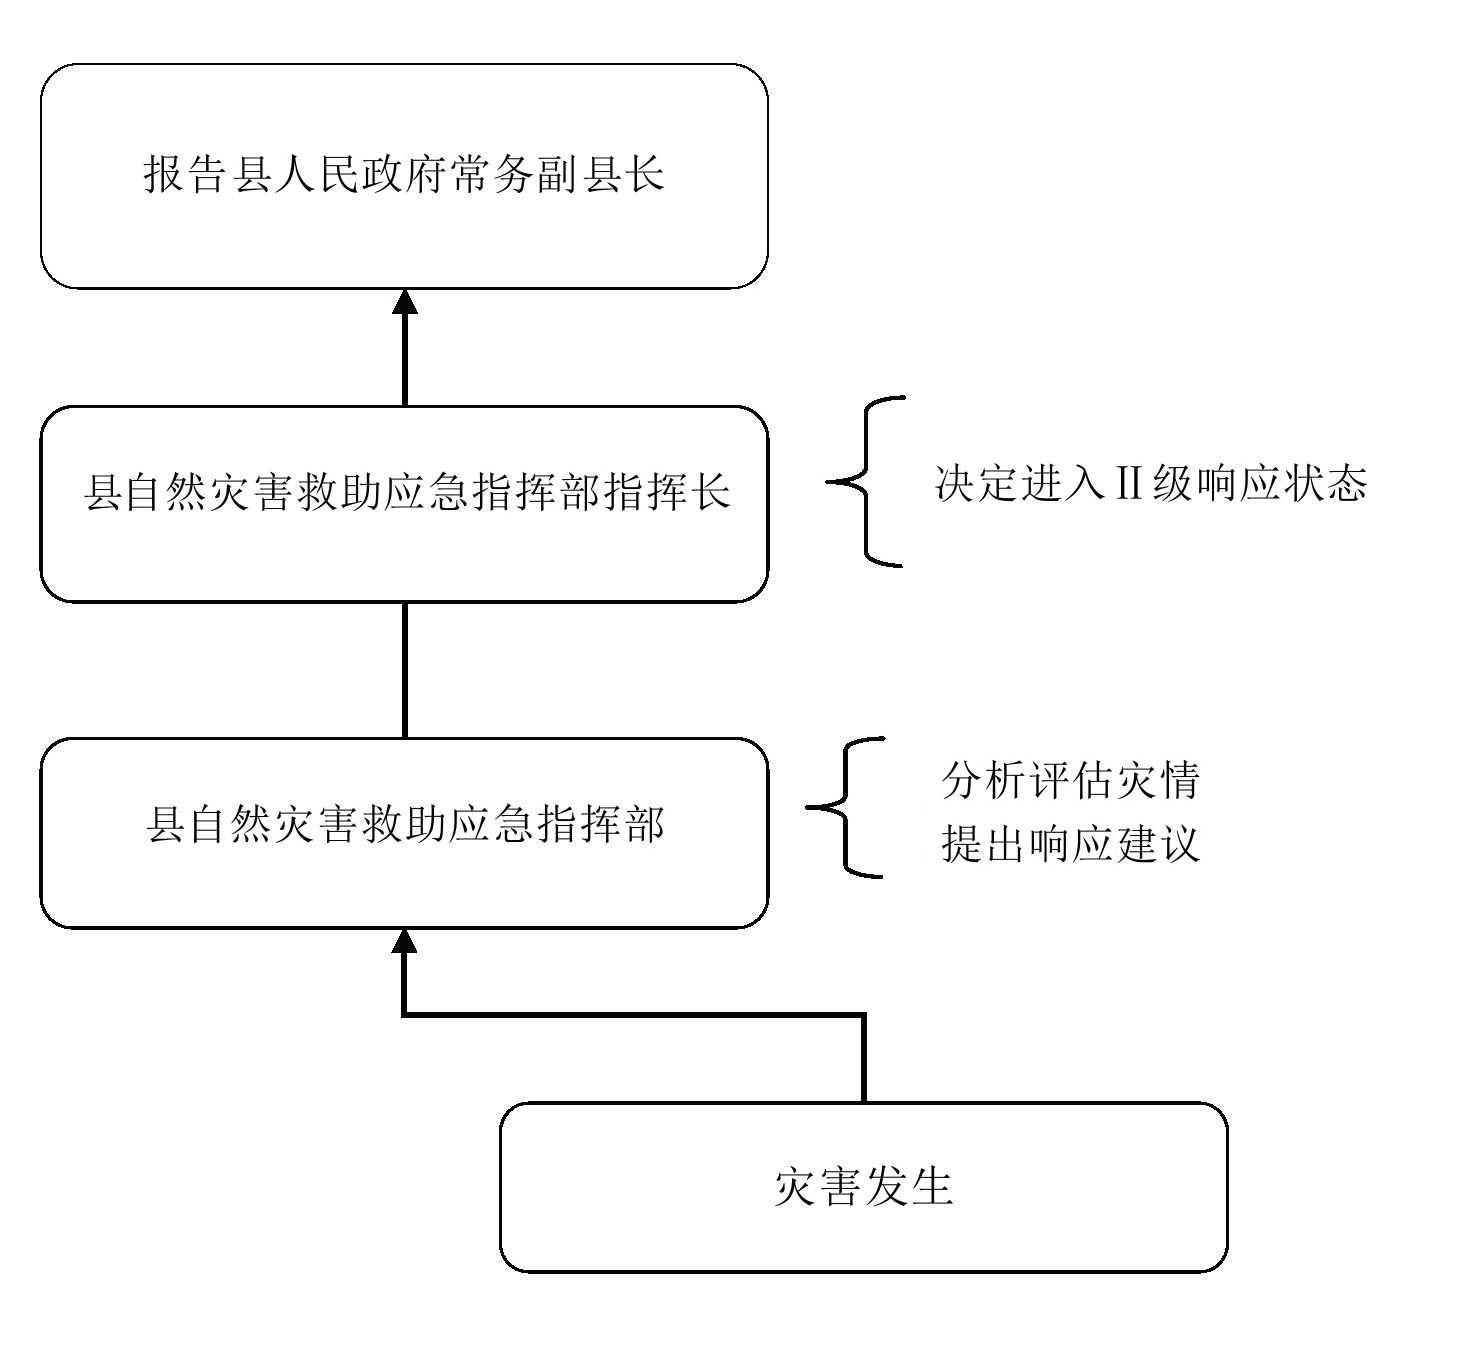 报告县人民政府常务副县长
县自然灾害救助应急指挥部指挥长
决定进入Ⅱ级响应状态
县自然灾害救助应急指挥部
分析评估灾情
提出响应建议
灾害发生